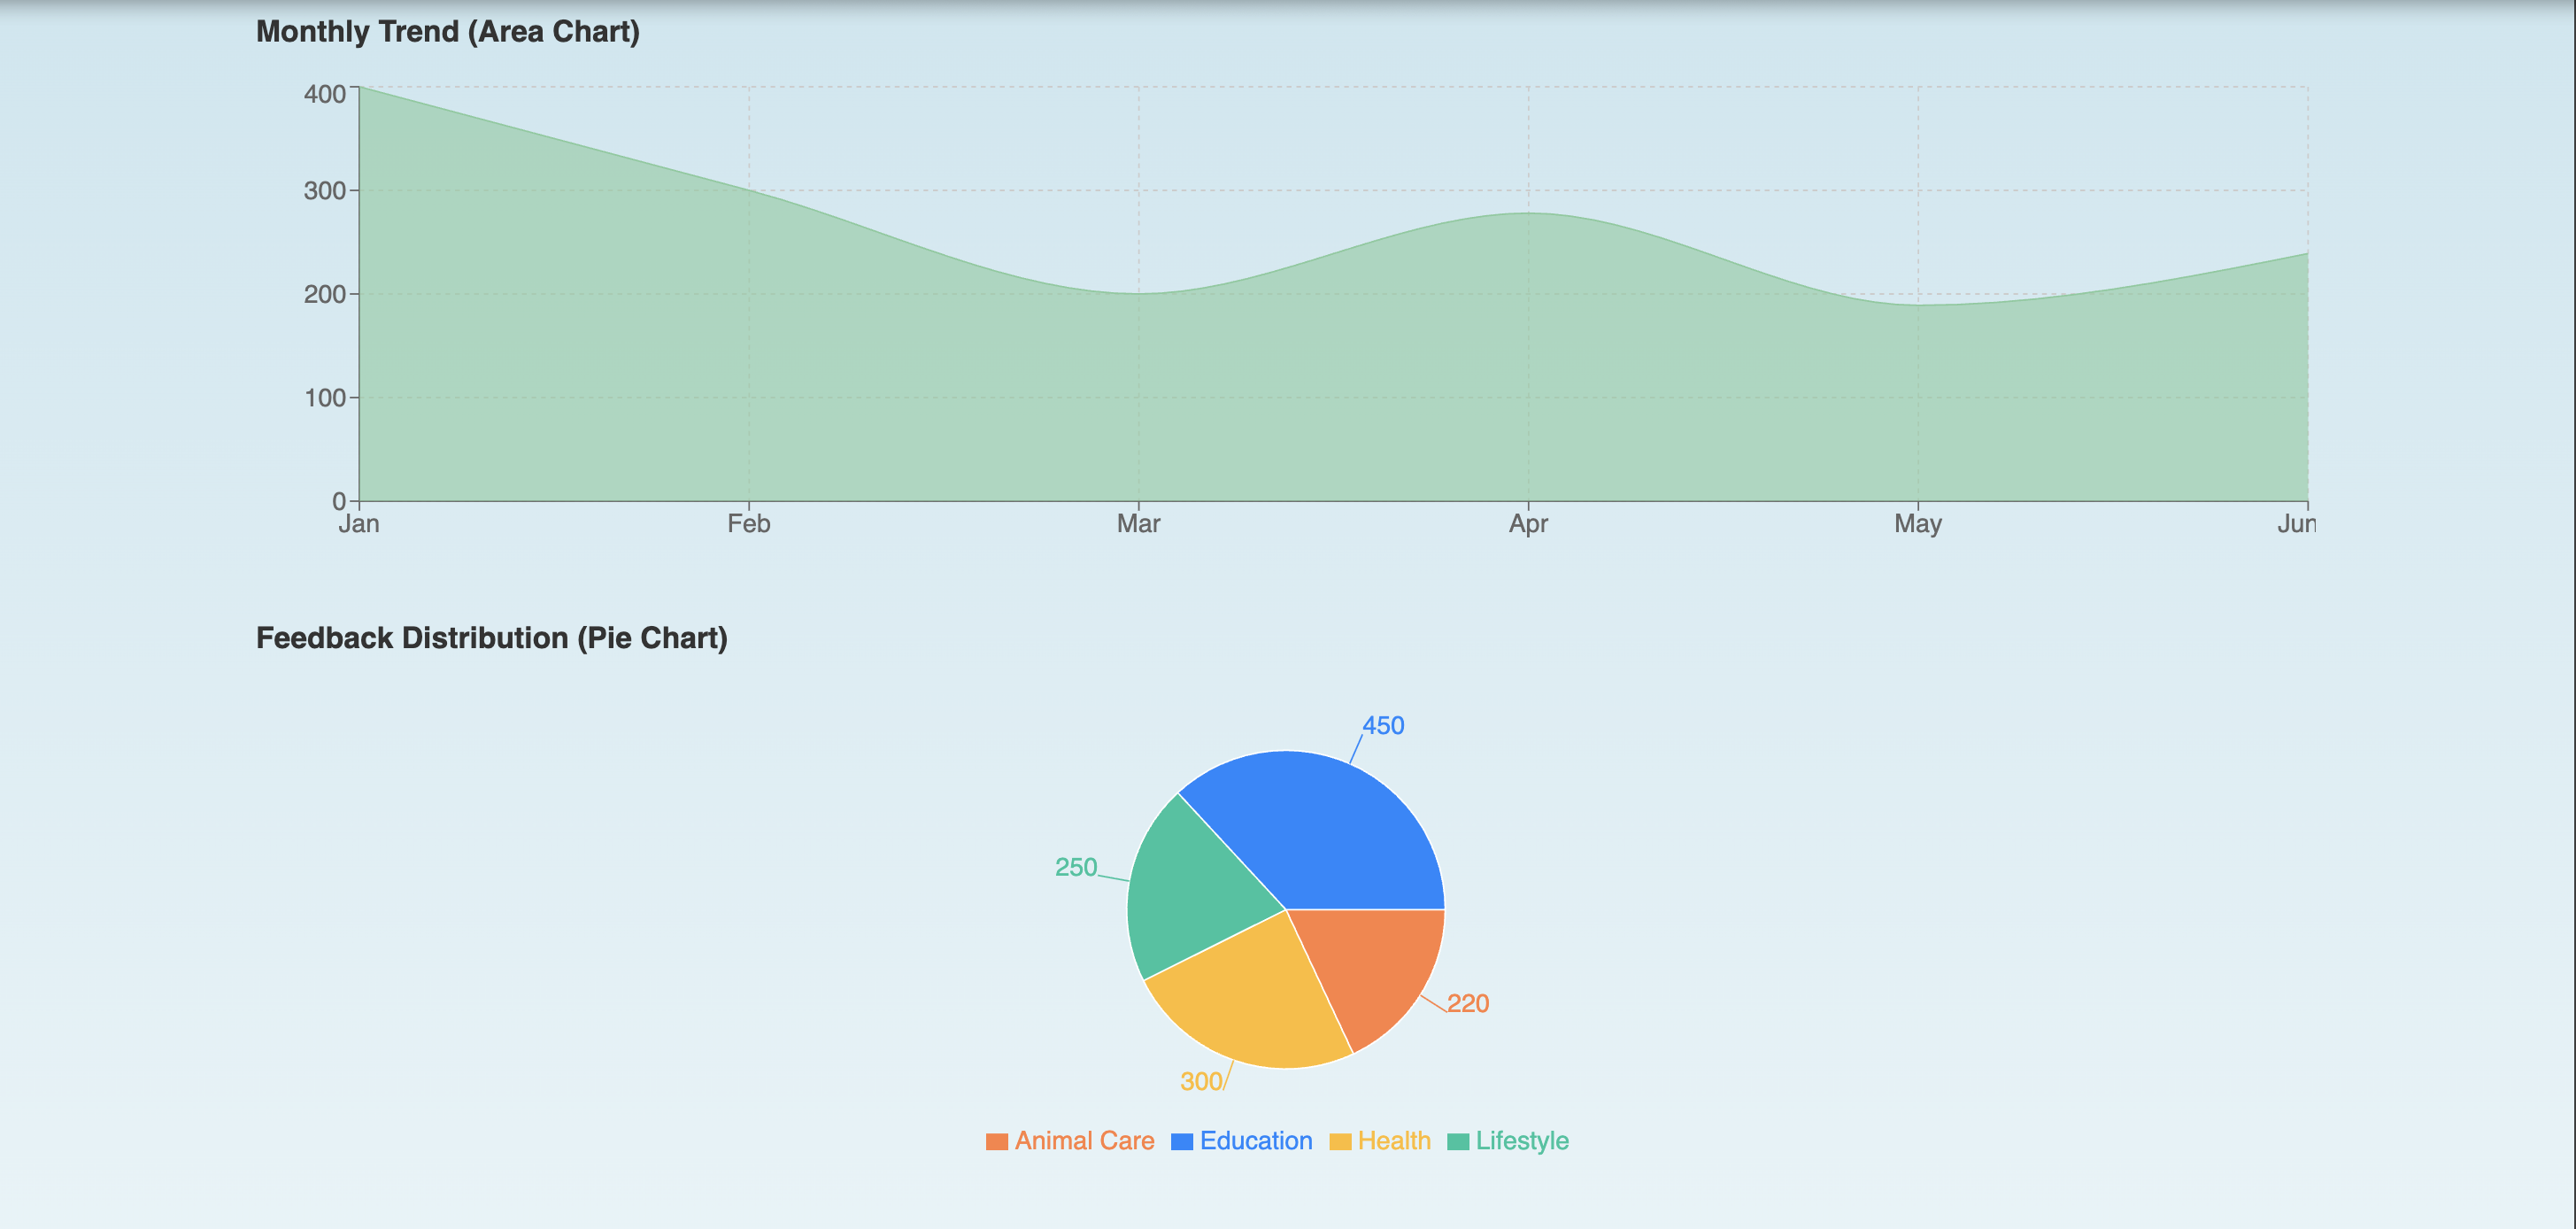 Monthly Trend (Area Chart)
400
300
200
100
0
Jan Feb Mar Apr May Jun
Feedback Distribution (Pie Chart)
450
250
220
300
Animal Care Education Health Lifestyle